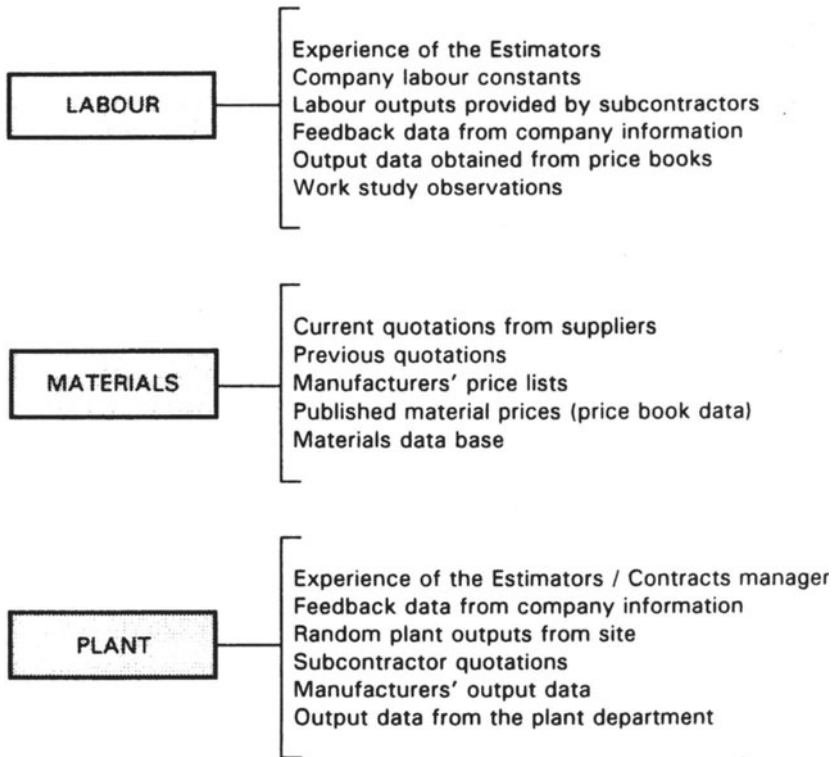 LABOUR
Experience of the Estimators
Company labour constants
Labour outputs provided by subcontractors
Feedback data from company information
Output data obtained from price books
Work study observations
MATERIALS
Current quotations from suppliers
Previous quotations
Manufacturers' price lists
Published material prices (price book data)
Materials data base
PLANT
Experience of the Estimators / Contracts manager
Feedback data from company information
Random plant outputs from site
Subcontractor quotations
Manufacturers' output data
Output data from the plant department